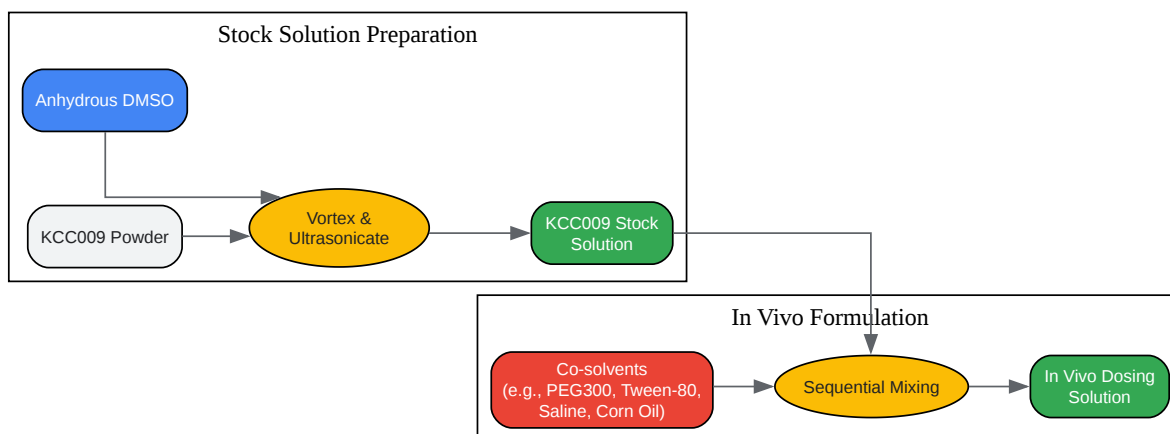 Stock Solution Preparation
Anhydrous DMSO
KCC009 Powder
Vortex &
Ultrasonicate
KCC009 Stock
Solution
In Vivo Formulation
Co-solvents
(e.g., PEG300, Tween-80,
Saline, Corn Oil)
Sequential Mixing
In Vivo Dosing
Solution